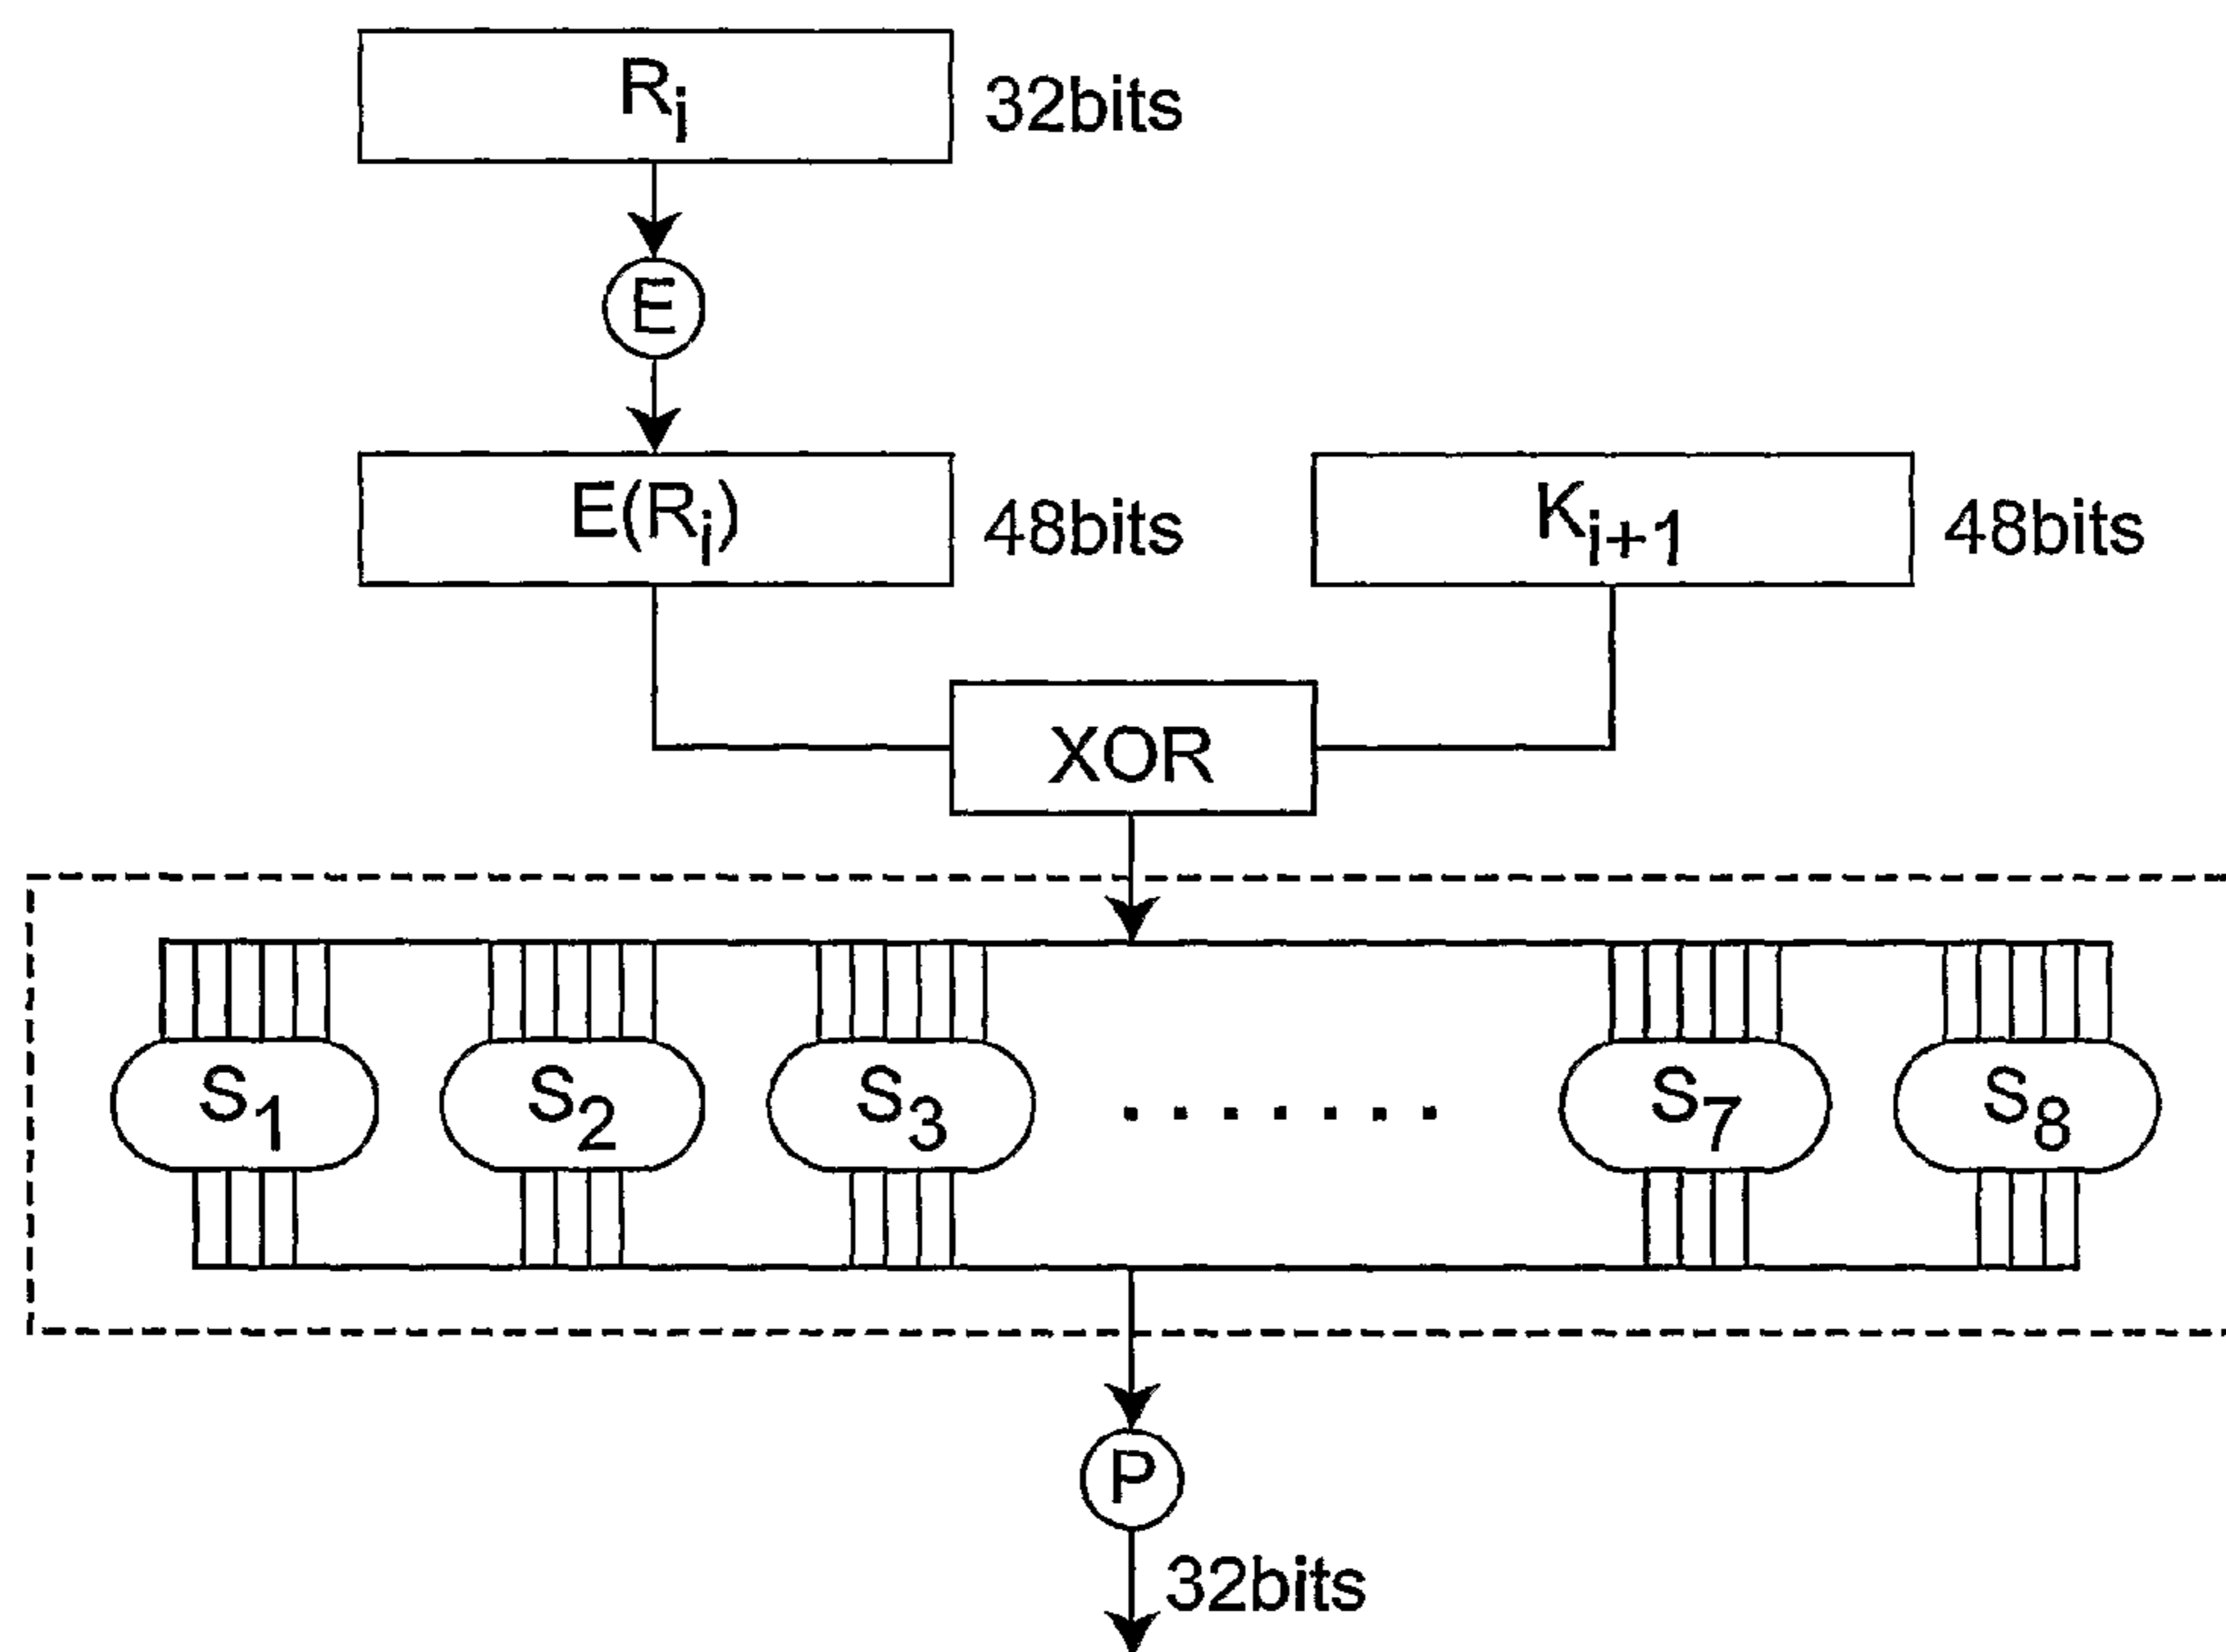 Ri 32bits
E
E(Ri) 48bits Ki+1 48bits
XOR
S1 S2 S3 ....... S7 S8
P
32bits